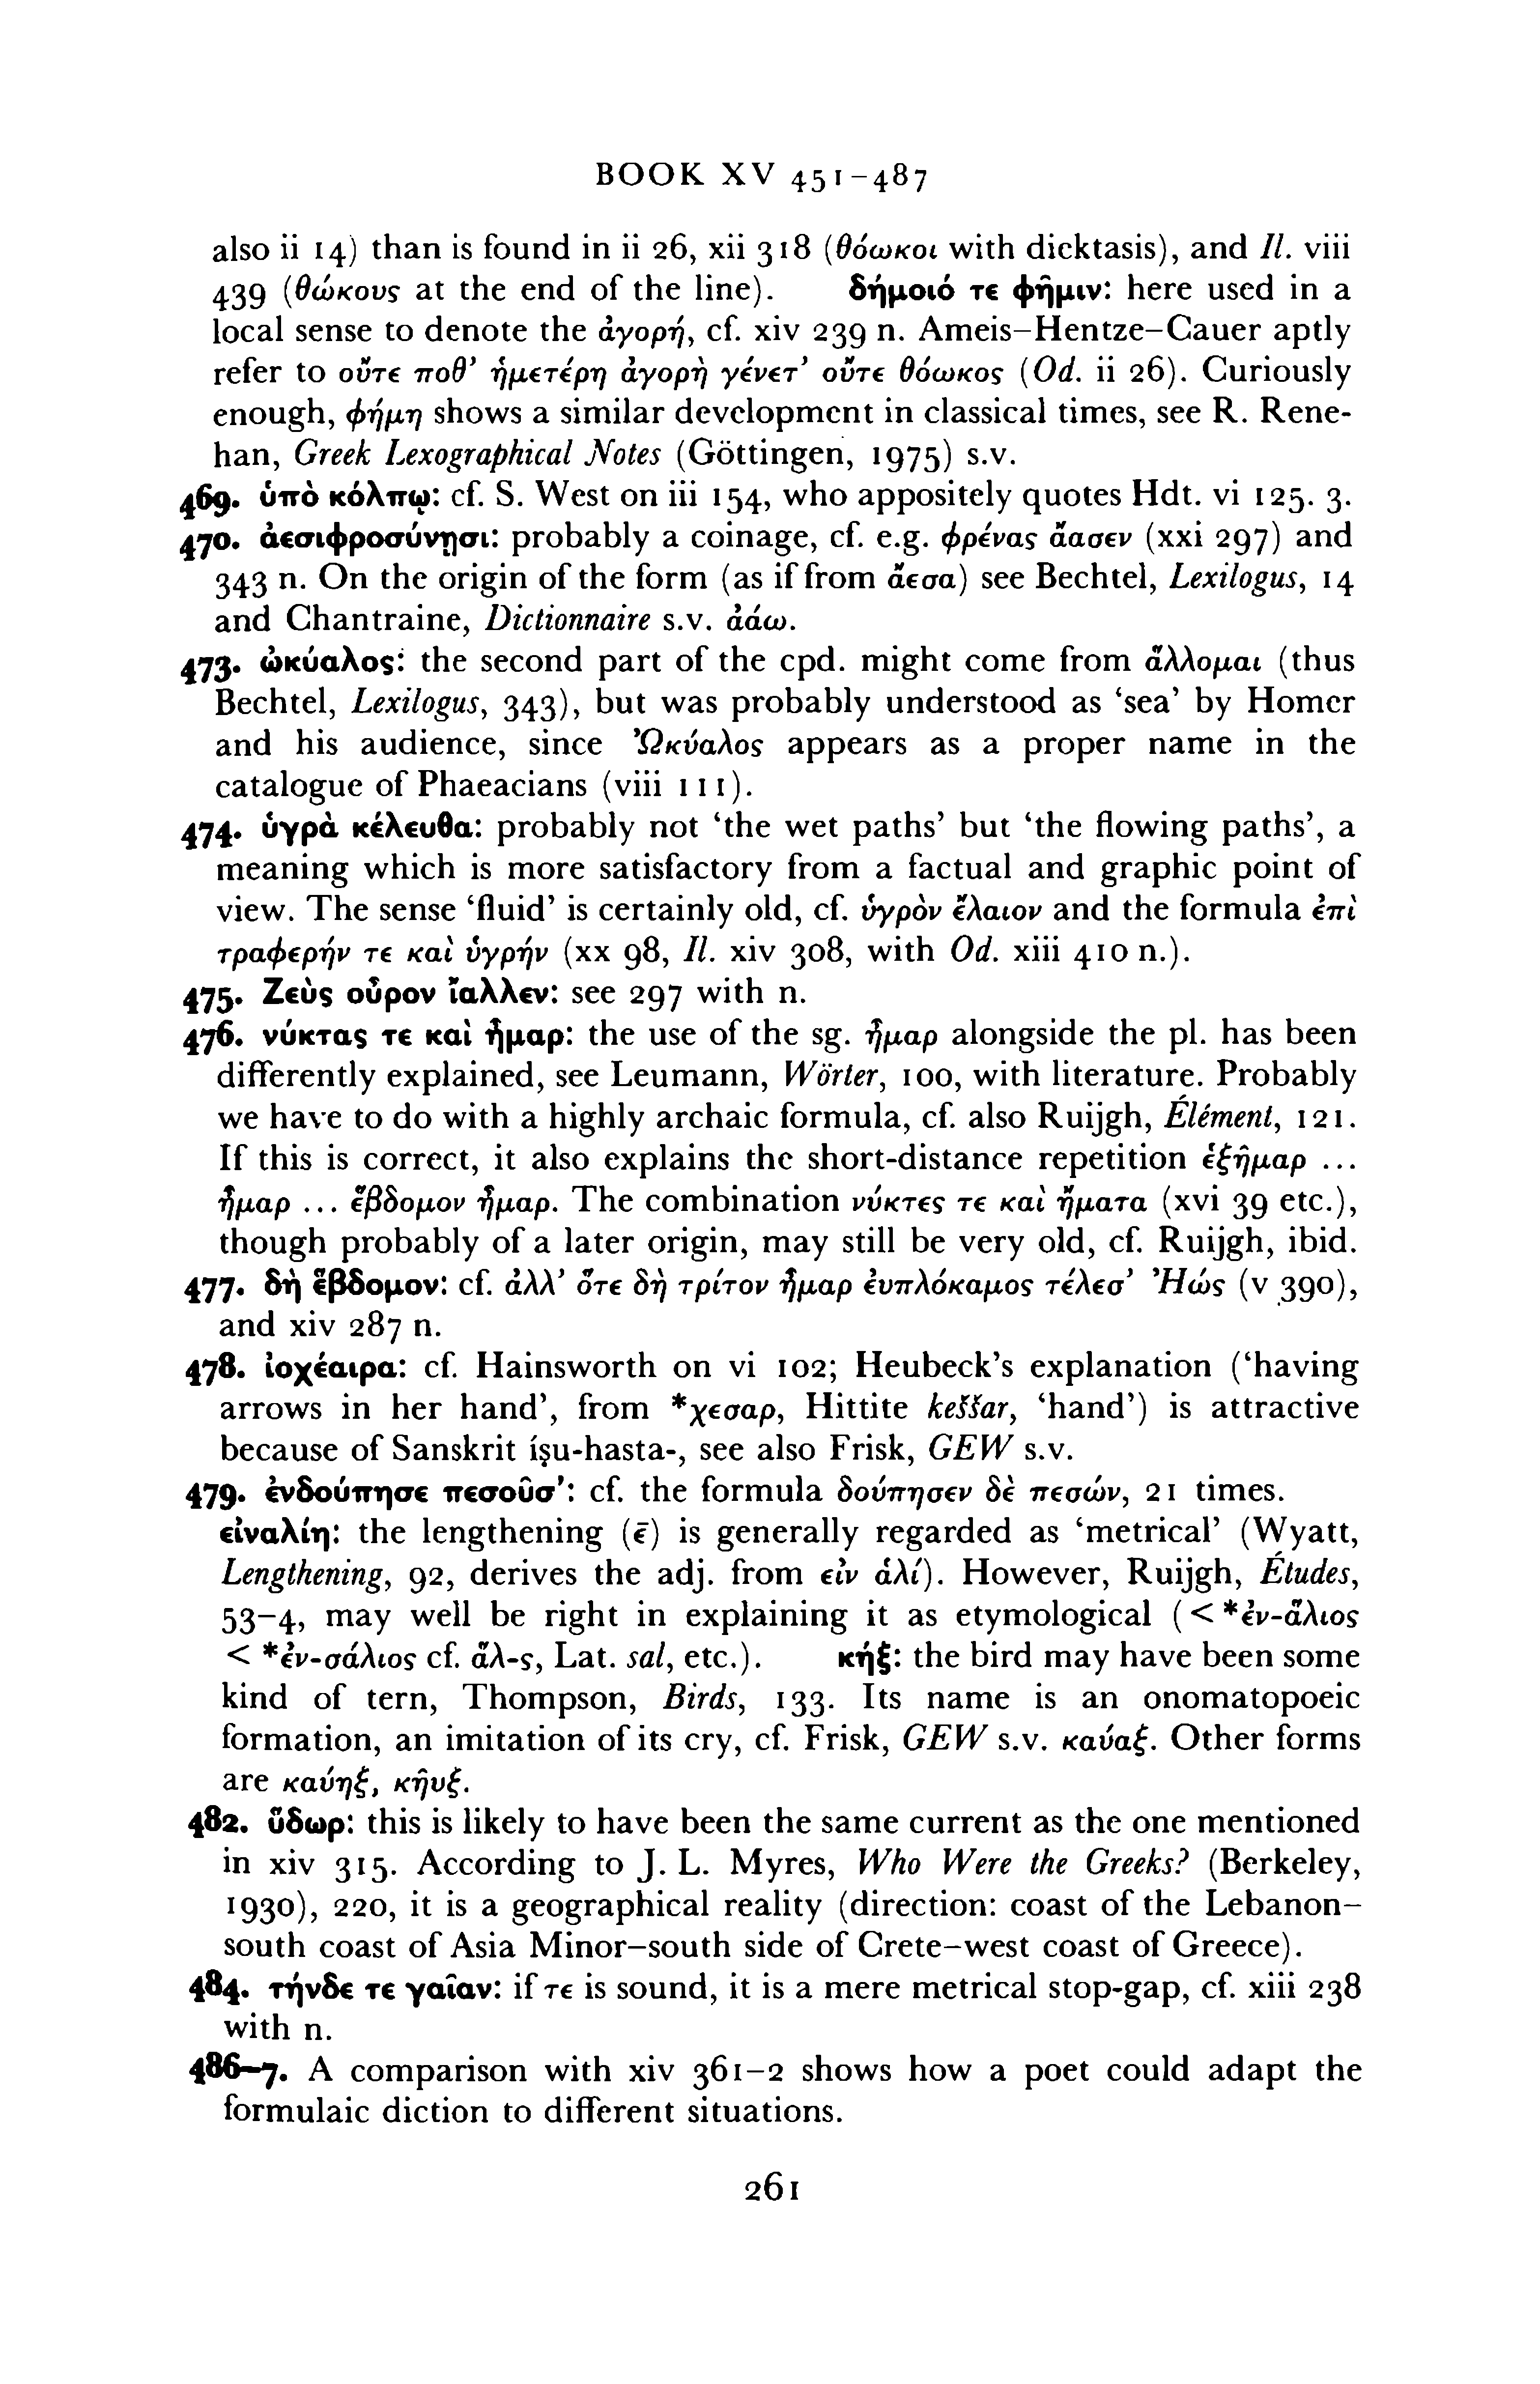 BOOK XV 451–487
also ii 14) than is found in ii 26, xii 318 (θόωκοι with dicktasis), and Il. viii
439 (θώκους at the end of the line). δήμοιό τε φῆμιν: here used in a
local sense to denote the ἀγορή, cf. xiv 239 n. Ameis–Hentze–Cauer aptly
refer to οὔτε ποθ’ ἡμετέρη ἀγορὴ γένετ’ οὔτε θόωκος (Od. ii 26). Curiously
enough, φήμη shows a similar development in classical times, see R. Rene-
han, Greek Lexographical Notes (Göttingen, 1975) s.v.
469. ὑπὸ κόλπῳ: cf. S. West on iii 154, who appositely quotes Hdt. vi 125. 3.
470. ἀεσιφροσύνῃσι: probably a coinage, cf. e.g. φρένας ἄασεν (xxi 297) and
343 n. On the origin of the form (as if from ἄεσα) see Bechtel, Lexilogus, 14
and Chantraine, Dictionnaire s.v. ἀάω.
473. ὠκύαλος: the second part of the cpd. might come from ἅλλομαι (thus
Bechtel, Lexilogus, 343), but was probably understood as ‘sea’ by Homer
and his audience, since Ὠκύαλος appears as a proper name in the
catalogue of Phaeacians (viii 111).
474. ὑγρὰ κέλευθα: probably not ‘the wet paths’ but ‘the flowing paths’, a
meaning which is more satisfactory from a factual and graphic point of
view. The sense ‘fluid’ is certainly old, cf. ὑγρὸν ἔλαιον and the formula ἐπὶ
τραφερήν τε καὶ ὑγρήν (xx 98, Il. xiv 308, with Od. xiii 410 n.).
475. Ζεὺς οὖρον ἴαλλεν: see 297 with n.
476. νύκτας τε καὶ ἦμαρ: the use of the sg. ἦμαρ alongside the pl. has been
differently explained, see Leumann, Wörter, 100, with literature. Probably
we have to do with a highly archaic formula, cf. also Ruijgh, Élément, 121.
If this is correct, it also explains the short-distance repetition ἑξῆμαρ ...
ἦμαρ ... ἕβδομον ἦμαρ. The combination νύκτες τε καὶ ἤματα (xvi 39 etc.),
though probably of a later origin, may still be very old, cf. Ruijgh, ibid.
477. δὴ ἕβδομον: cf. ἀλλ’ ὅτε δὴ τρίτον ἦμαρ ἐυπλόκαμος τέλεσ’ Ἠώς (v 390),
and xiv 287 n.
478. ἰοχέαιρα: cf. Hainsworth on vi 102; Heubeck’s explanation (‘having
arrows in her hand’, from *χεσαρ, Hittite keššar, ‘hand’) is attractive
because of Sanskrit íṣu-hasta-, see also Frisk, GEW s.v.
479. ἐνδούπησε πεσοῦσ’: cf. the formula δούπησεν δὲ πεσών, 21 times.
εἰναλίη: the lengthening (ε̄) is generally regarded as ‘metrical’ (Wyatt,
Lengthening, 92, derives the adj. from εἰν ἁλί). However, Ruijgh, Études,
53–4, may well be right in explaining it as etymological (< *ἐν-άλιος
< *ἐν-σάλιος cf. ἅλ-ς, Lat. sal, etc.). κήξ: the bird may have been some
kind of tern, Thompson, Birds, 133. Its name is an onomatopoeic
formation, an imitation of its cry, cf. Frisk, GEW s.v. καύαξ. Other forms
are καύηξ, κῆυξ.
482. ὕδωρ: this is likely to have been the same current as the one mentioned
in xiv 315. According to J. L. Myres, Who Were the Greeks? (Berkeley,
1930), 220, it is a geographical reality (direction: coast of the Lebanon–
south coast of Asia Minor–south side of Crete–west coast of Greece).
484. τήνδε τε γαῖαν: if τε is sound, it is a mere metrical stop-gap, cf. xiii 238
with n.
486–7. A comparison with xiv 361–2 shows how a poet could adapt the
formulaic diction to different situations.
261